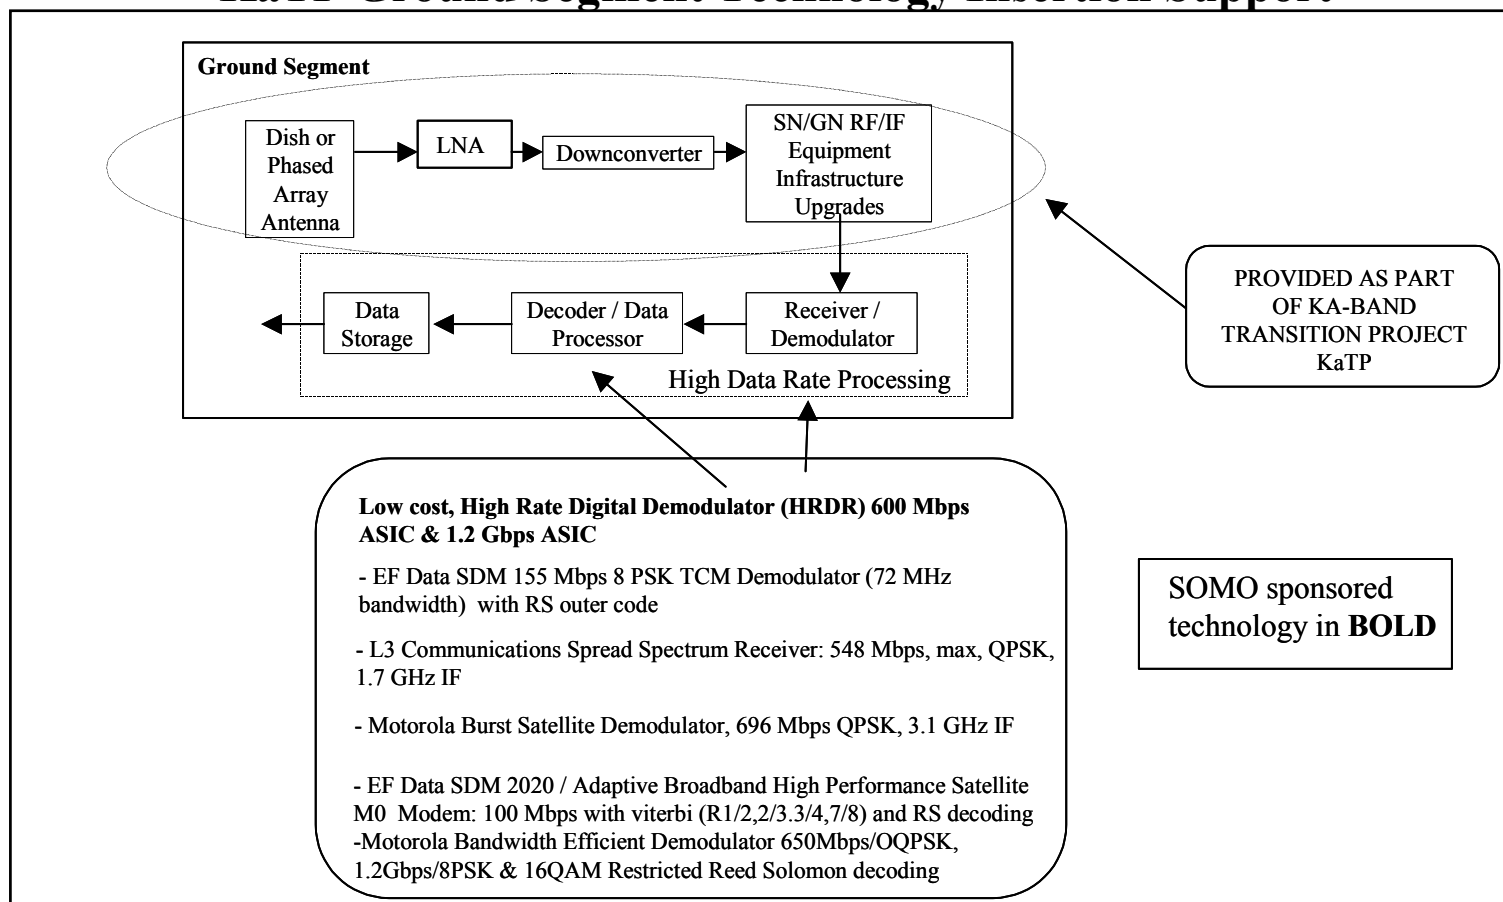 KaTP Ground Segment Technology Insertion Support
Ground Segment
Dish or
Phased
Array
Antenna
LNA
Downconverter
SN/GN RF/IF
Equipment
Infrastructure
Upgrades
Data
Storage
Decoder / Data
Processor
Receiver /
Demodulator
High Data Rate Processing
PROVIDED AS PART
OF KA-BAND
TRANSITION PROJECT
KaTP
Low cost, High Rate Digital Demodulator (HRDR) 600 Mbps
ASIC & 1.2 Gbps ASIC
- EF Data SDM 155 Mbps 8 PSK TCM Demodulator (72 MHz
bandwidth) with RS outer code
- L3 Communications Spread Spectrum Receiver: 548 Mbps, max, QPSK,
1.7 GHz IF
- Motorola Burst Satellite Demodulator, 696 Mbps QPSK, 3.1 GHz IF
- EF Data SDM 2020 / Adaptive Broadband High Performance Satellite
M0 Modem: 100 Mbps with viterbi (R1/2,2/3.3/4,7/8) and RS decoding
-Motorola Bandwidth Efficient Demodulator 650Mbps/OQPSK,
1.2Gbps/8PSK & 16QAM Restricted Reed Solomon decoding
SOMO sponsored
technology in BOLD